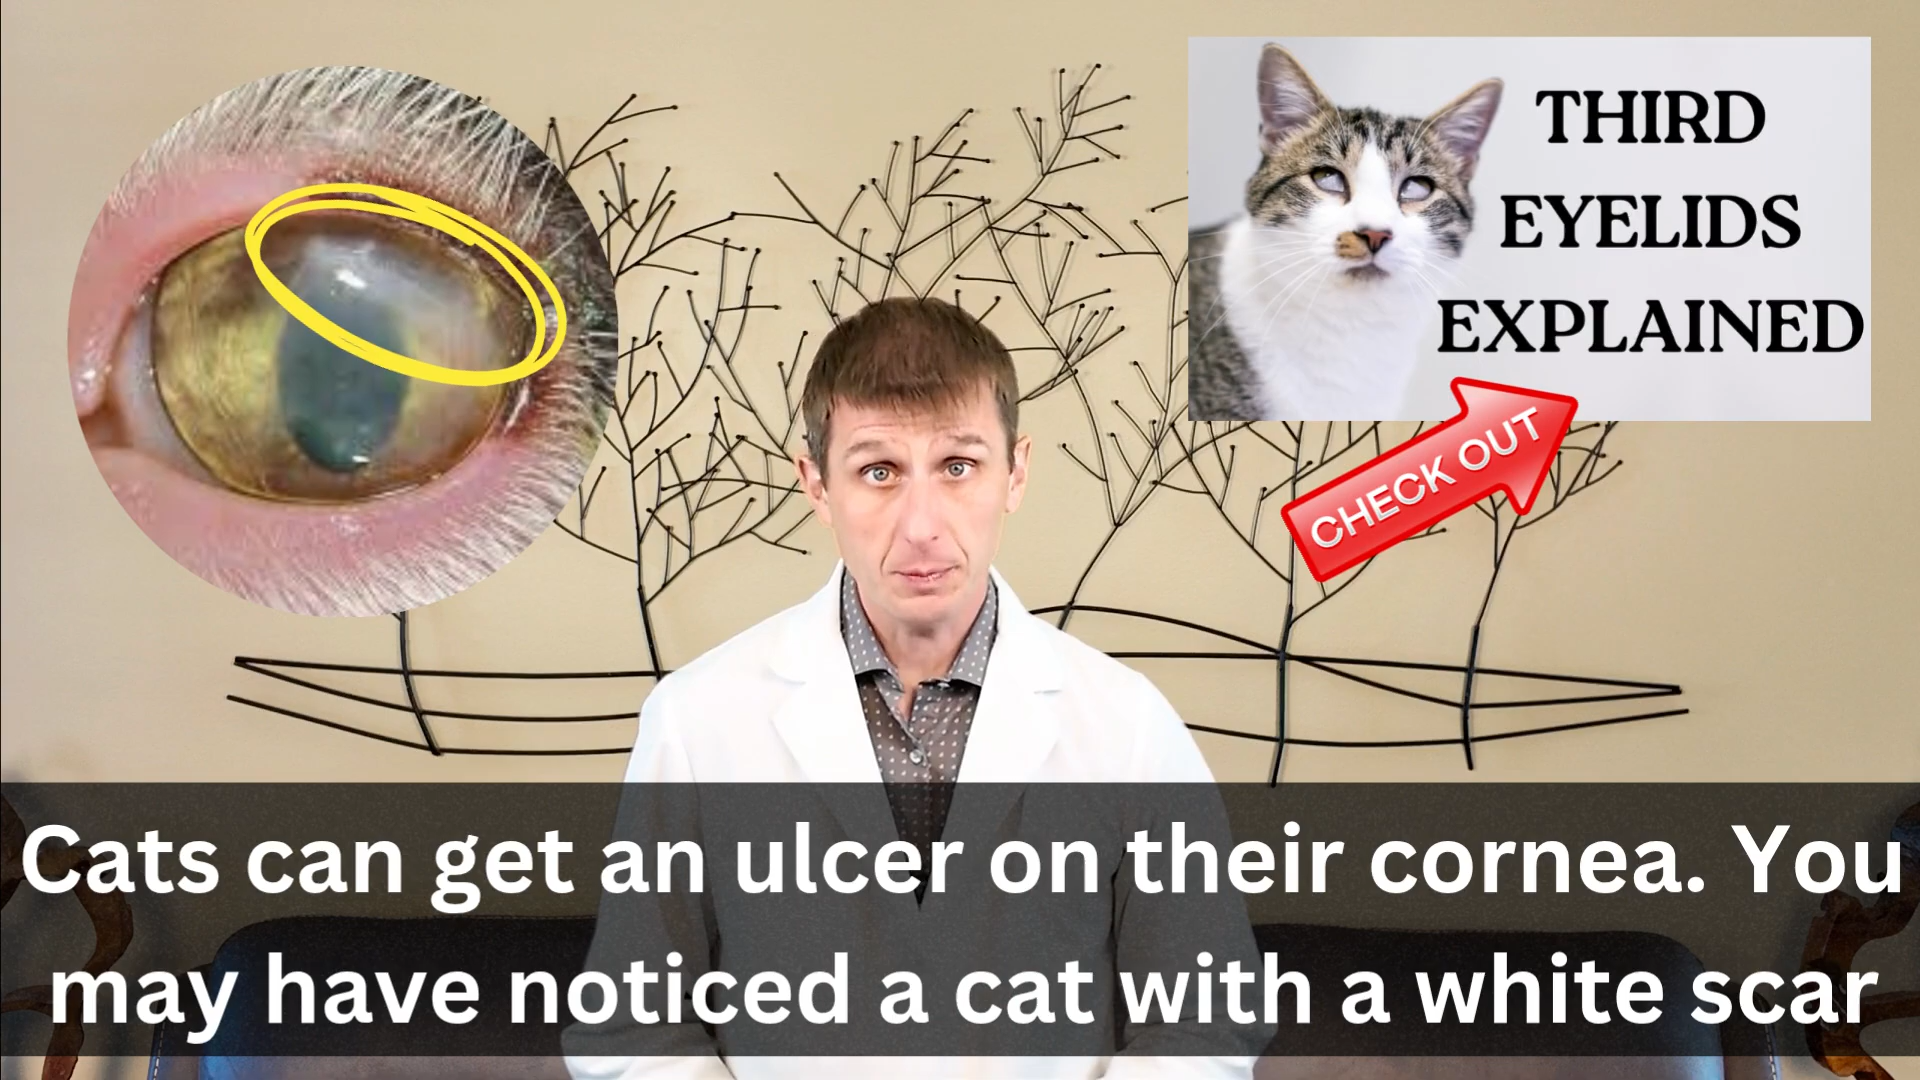 THIRD
EYELIDS
EXPLAINED
CHECK OUT
Cats can get an ulcer on their cornea. You
may have noticed a cat with a white scar